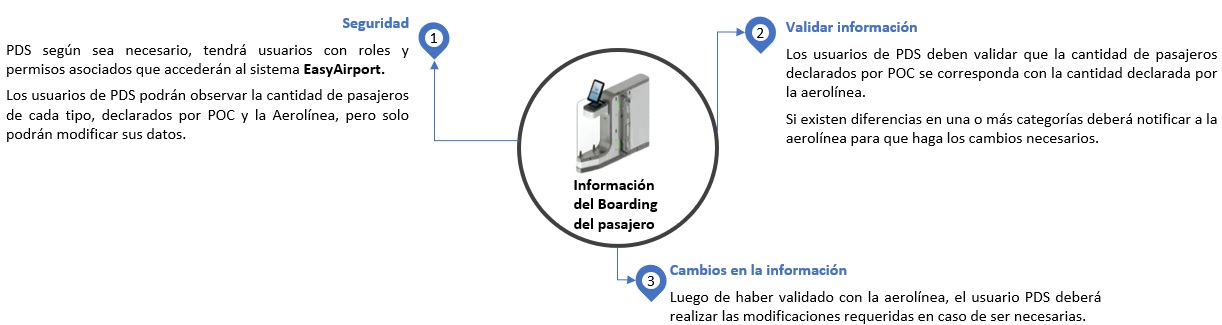 Seguridad
1
PDS según sea necesario, tendrá usuarios con roles y
permisos asociados que accederán al sistema EasyAirport.
Los usuarios de PDS podrán observar la cantidad de pasajeros
de cada tipo, declarados por POC y la Aerolínea, pero solo
podrán modificar sus datos.
2
Validar información
Los usuarios de PDS deben validar que la cantidad de pasajeros
declarados por POC se corresponda con la cantidad declarada por
la aerolínea.
Si existen diferencias en una o más categorías deberá notificar a la
aerolínea para que haga los cambios necesarios.
Información
del Boarding
del pasajero
3
Cambios en la información
Luego de haber validado con la aerolínea, el usuario PDS deberá
realizar las modificaciones requeridas en caso de ser necesarias.